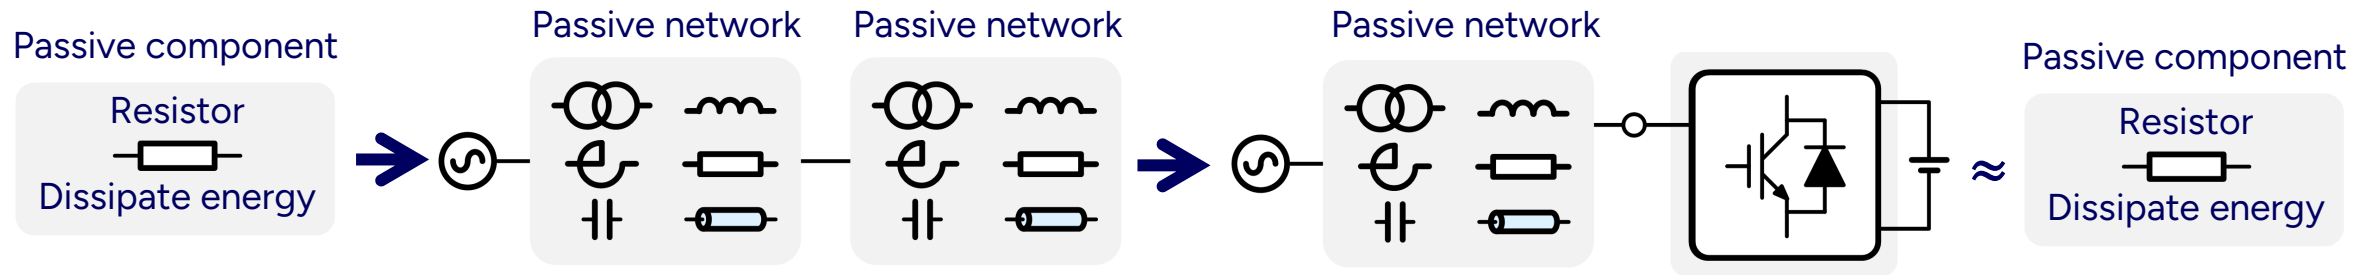 Passive component
Resistor
Dissipate energy
Passive network
Passive network
Passive network
Passive component
Resistor
Dissipate energy